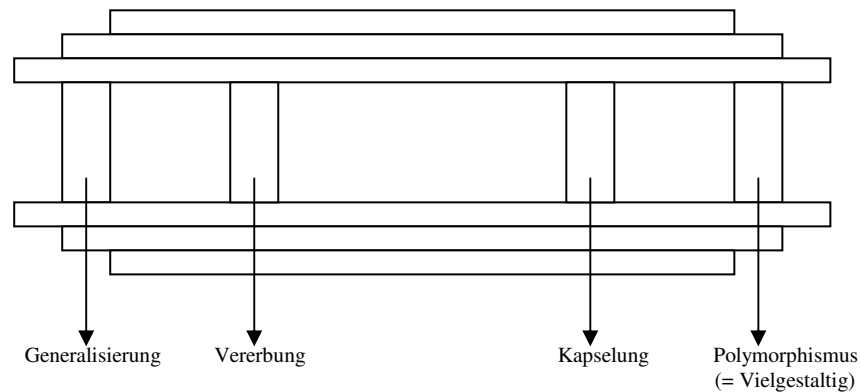 Generalisierung
Vererbung
Kapselung
Polymorphismus
(= Vielgestaltig)